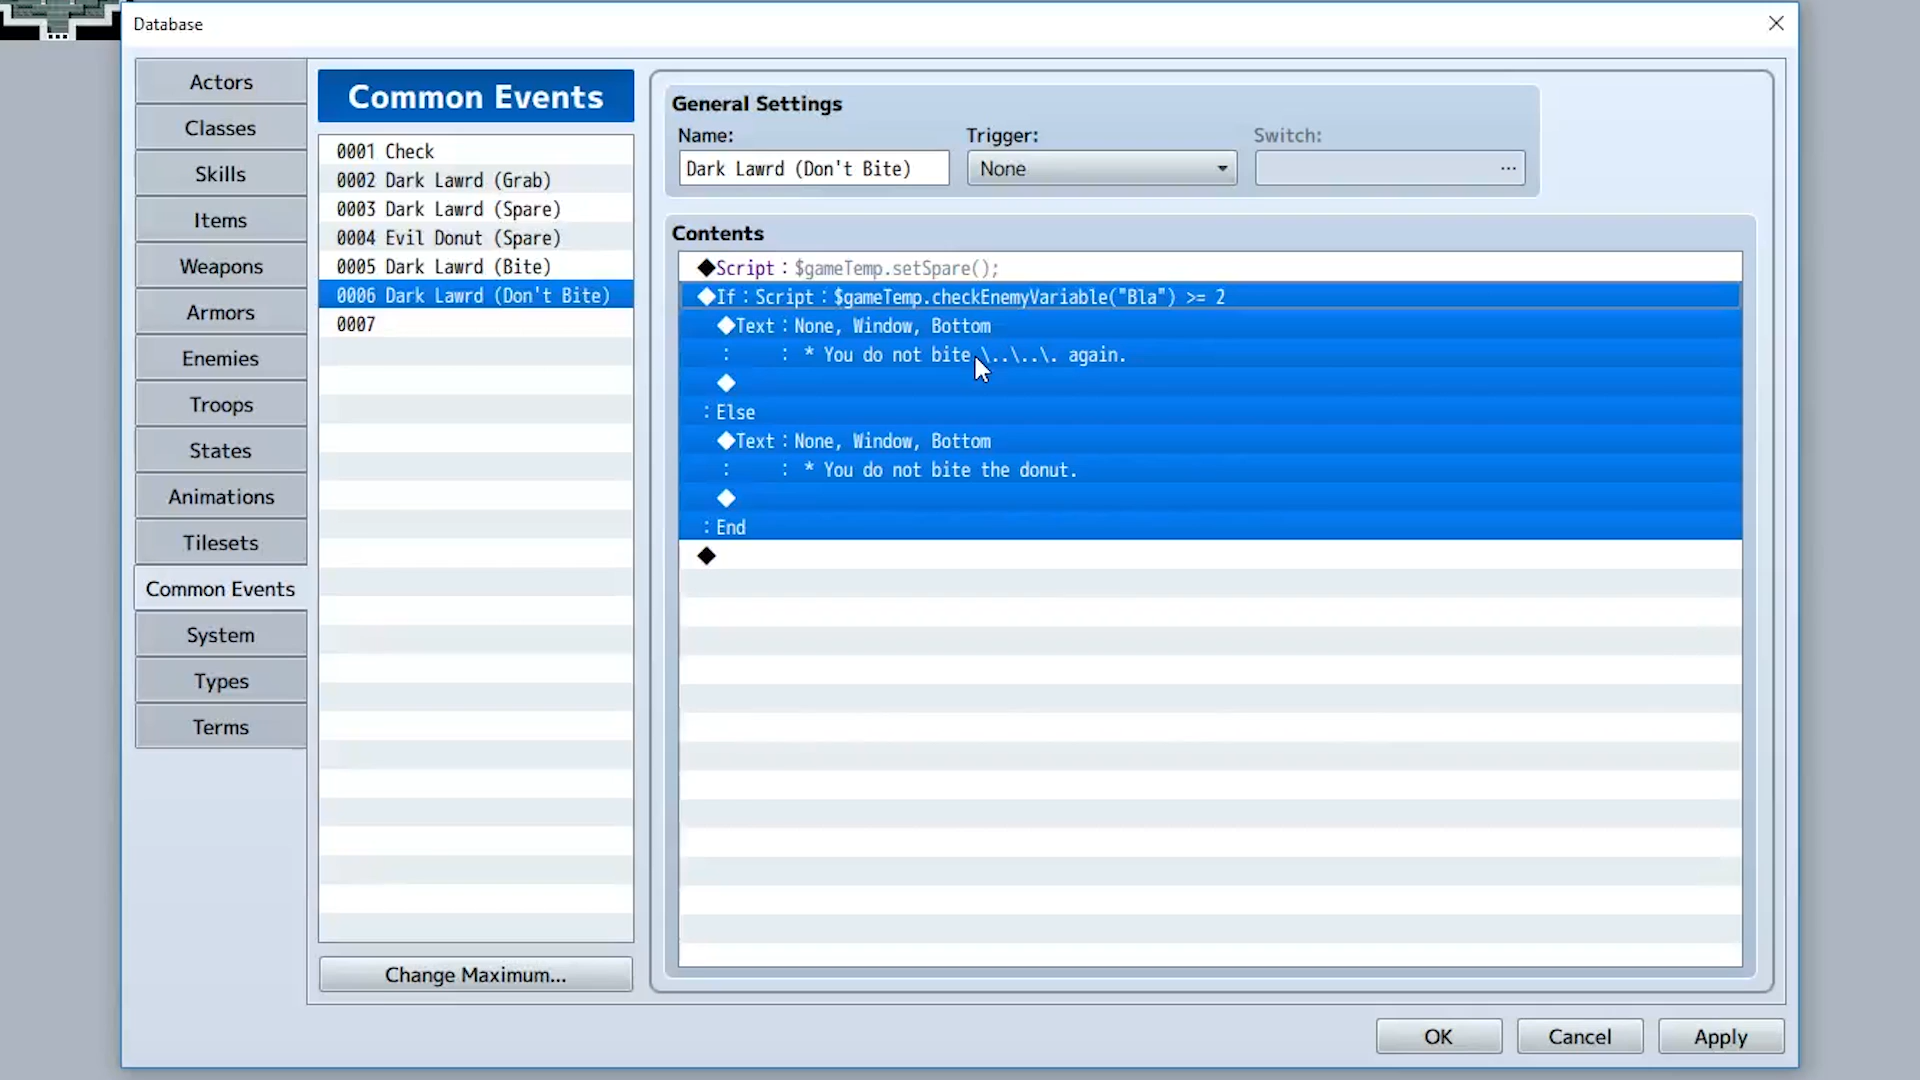 Database
Actors
Classes
Skills
Items
Weapons
Armors
Enemies
Troops
States
Animations
Tilesets
Common Events
System
Types
Terms
Common Events
0001 Check
0002 Dark Lawrd (Grab)
0003 Dark Lawrd (Spare)
0004 Evil Donut (Spare)
0005 Dark Lawrd (Bite)
0006 Dark Lawrd (Don't Bite)
0007
Change Maximum...
General Settings
Name:
Trigger:
Switch:
Dark Lawrd (Don't Bite)
None
...
Contents
◆Script : $gameTemp.setSpare();
◆If : Script : $gameTemp.checkEnemyVariable("Bla") >= 2
◆Text : None, Window, Bottom
: : * You do not bite \..\..\. again.
◆
: Else
◆Text : None, Window, Bottom
: : * You do not bite the donut.
◆
: End
◆
OK
Cancel
Apply